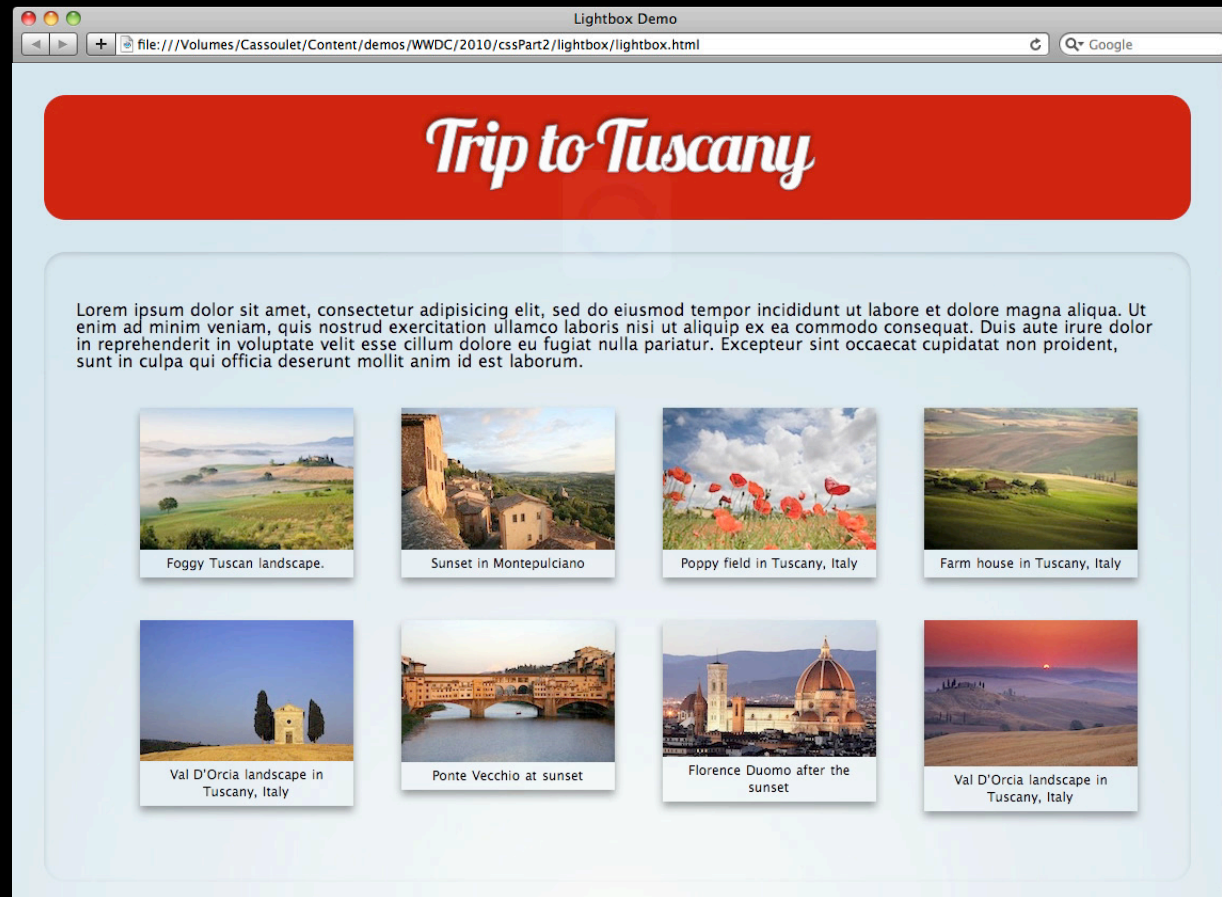 Lightbox Demo
file:///Volumes/Cassoulet/Content/demos/WWDC/2010/cssPart2/lightbox/lightbox.html
Google
Trip to Tuscany
Lorem ipsum dolor sit amet, consectetur adipisicing elit, sed do eiusmod tempor incididunt ut labore et dolore magna aliqua. Ut
enim ad minim veniam, quis nostrud exercitation ullamco laboris nisi ut aliquip ex ea commodo consequat. Duis aute irure dolor
in reprehenderit in voluptate velit esse cillum dolore eu fugiat nulla pariatur. Excepteur sint occaecat cupidatat non proident,
sunt in culpa qui officia deserunt mollit anim id est laborum.
Foggy Tuscan landscape.
Sunset in Montepulciano
Poppy field in Tuscany, Italy
Farm house in Tuscany, Italy
Val D'Orcia landscape in
Tuscany, Italy
Ponte Vecchio at sunset
Florence Duomo after the
sunset
Val D'Orcia landscape in
Tuscany, Italy